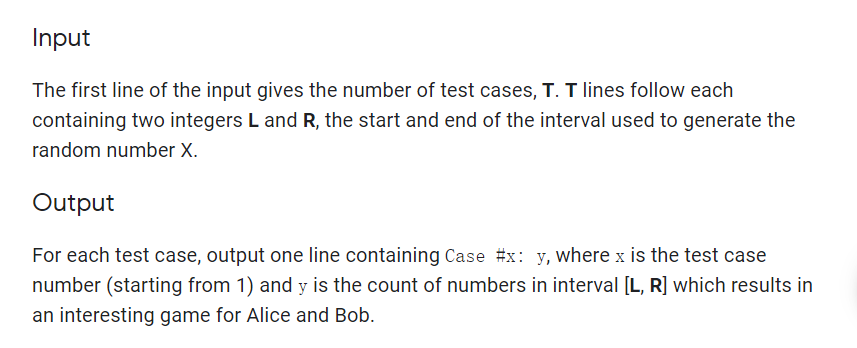 Input
The first line of the input gives the number of test cases, T. T lines follow each
containing two integers L and R, the start and end of the interval used to generate the
random number X.
Output
For each test case, output one line containing Case #x: y, where x is the test case
number (starting from 1) and y is the count of numbers in interval [L, R] which results in
an interesting game for Alice and Bob.